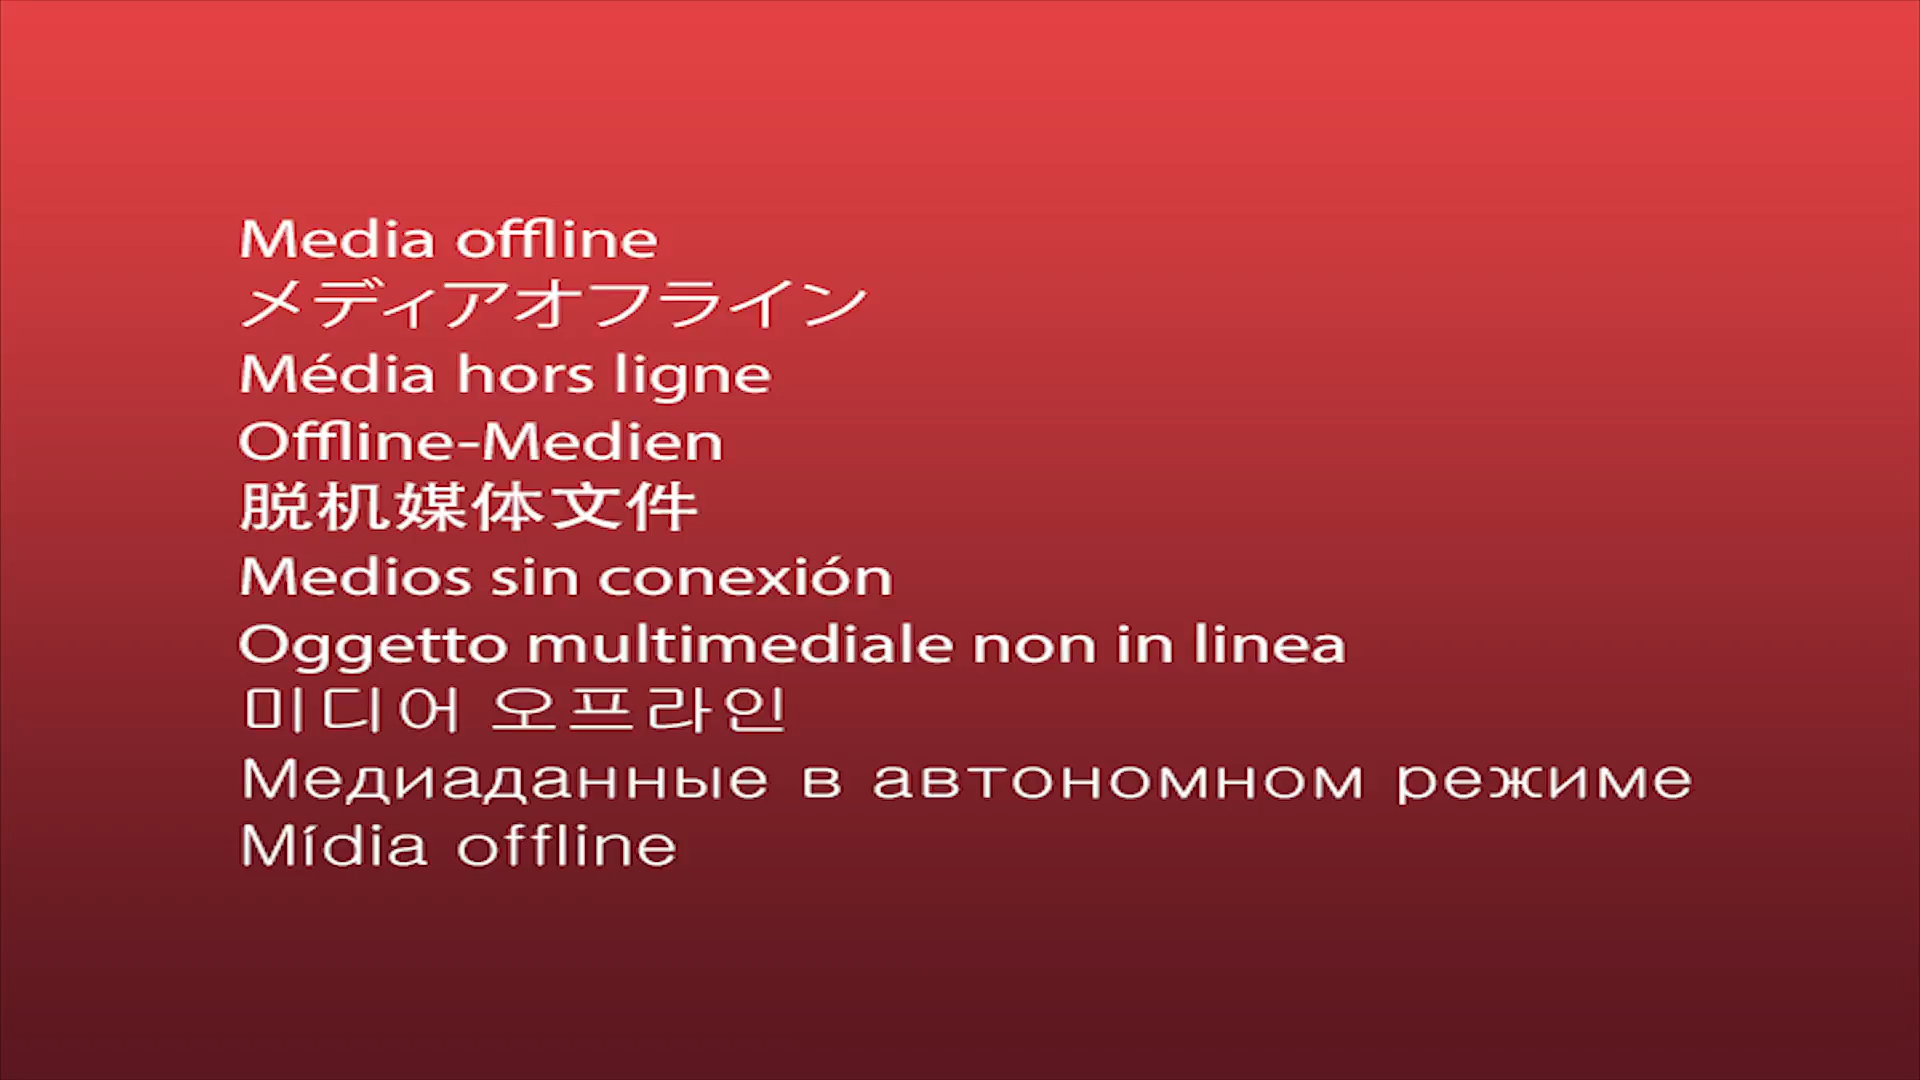 Media offline
メディアオフライン
Média hors ligne
Offline-Medien
脱机媒体文件
Medios sin conexión
Oggetto multimediale non in linea
미디어 오프라인
Медиаданные в автономном режиме
Mídia offline